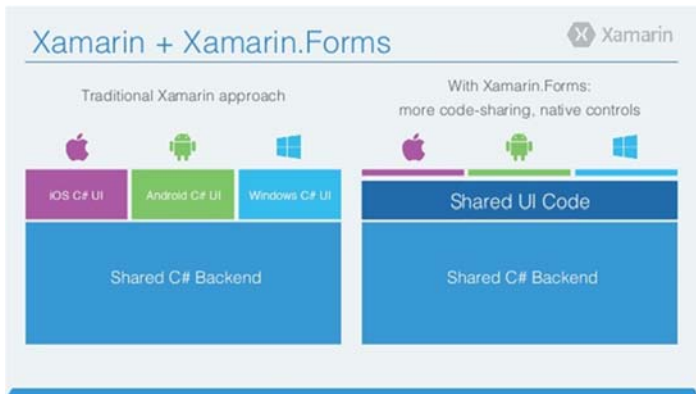 Xamarin + Xamarin.Forms
Xamarin
Traditional Xamarin approach
iOS C# UI
Android C# UI
Windows C# UI
Shared C# Backend
With Xamarin.Forms:
more code-sharing, native controls
Shared UI Code
Shared C# Backend